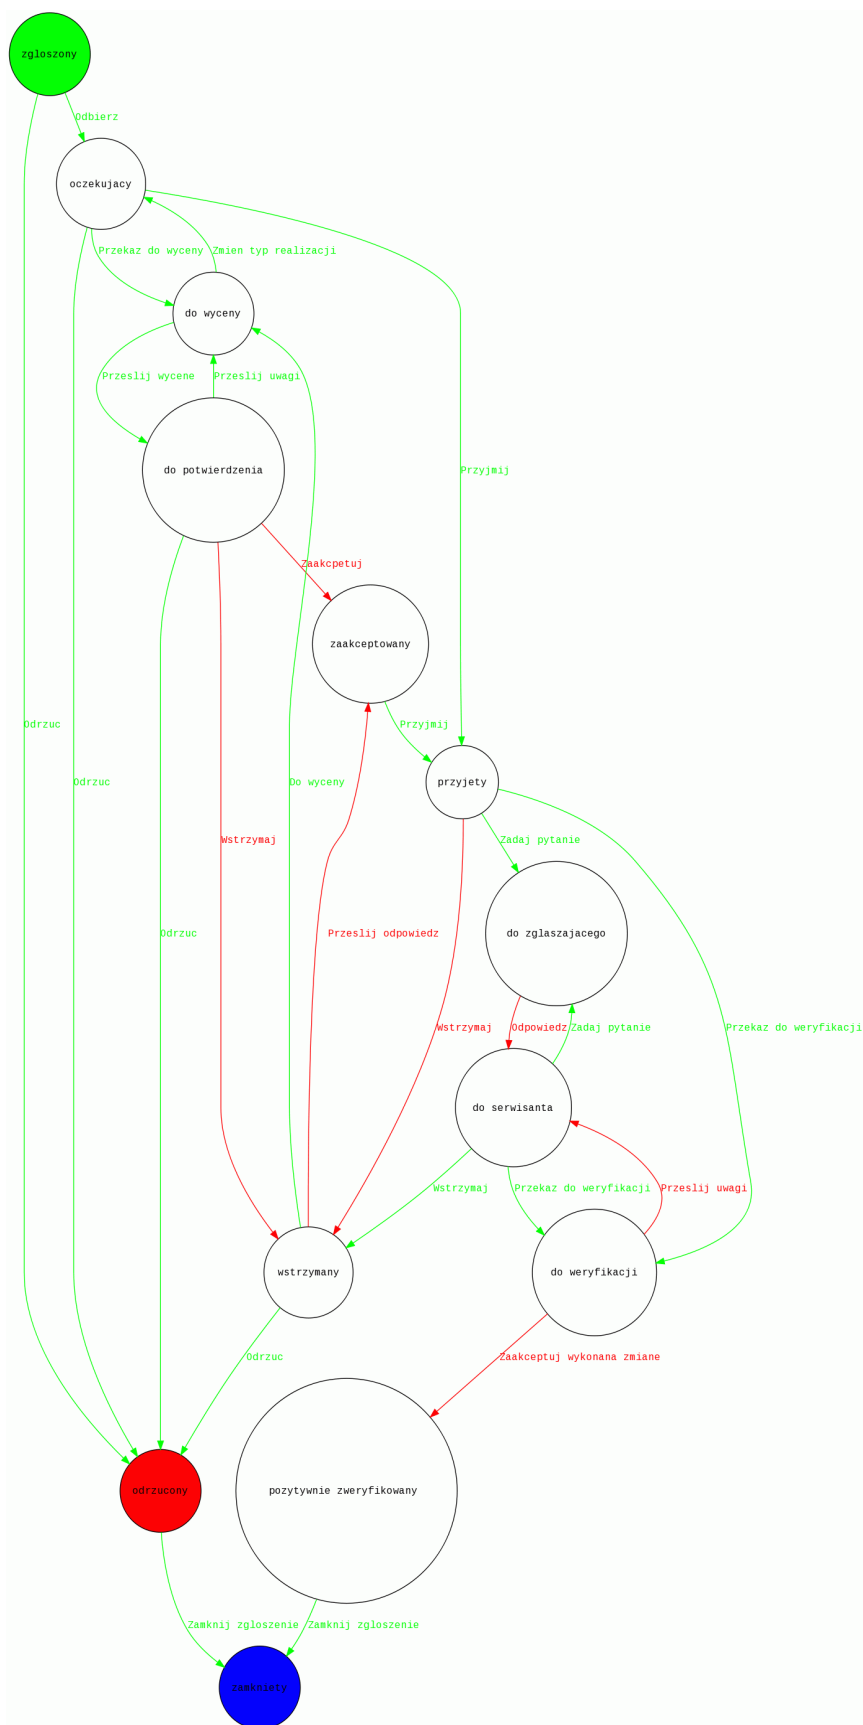 zgloszony
Odbierz
oczekujacy
Przekaz do wyceny
Zmien typ realizacji
do wyceny
Przeslij wycene
Przeslij uwagi
do potwierdzenia
Przyjmij
Zaakcpetuj
zaakceptowany
Odrzuc
Przyjmij
Odrzuc
Do wyceny
przyjety
Wstrzymaj
Zadaj pytanie
Odrzuc
Przeslij odpowiedz
do zglaszajacego
Wstrzymaj
Odpowiedz
Zadaj pytanie
Przekaz do weryfikacji
do serwisanta
Wstrzymaj
Przekaz do weryfikacji
Przeslij uwagi
wstrzymany
do weryfikacji
Odrzuc
Zaakceptuj wykonana zmiane
odrzucony
pozytywnie zweryfikowany
Zamknij zgloszenie
Zamknij zgloszenie
zamkniety